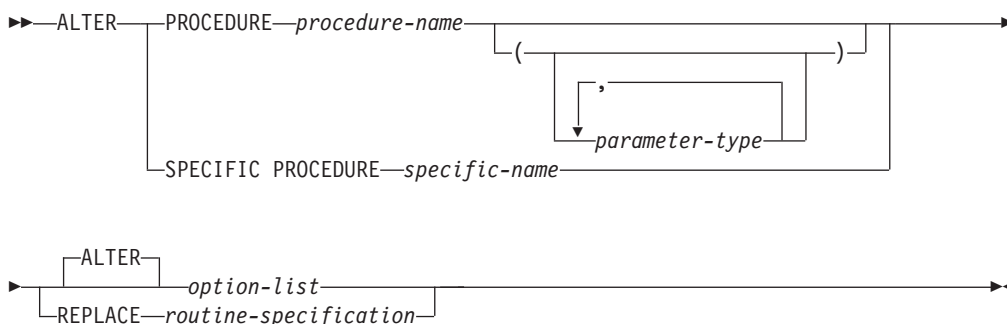 ALTER PROCEDURE procedure-name
( )
,
parameter-type
SPECIFIC PROCEDURE specific-name
ALTER
option-list
REPLACE routine-specification